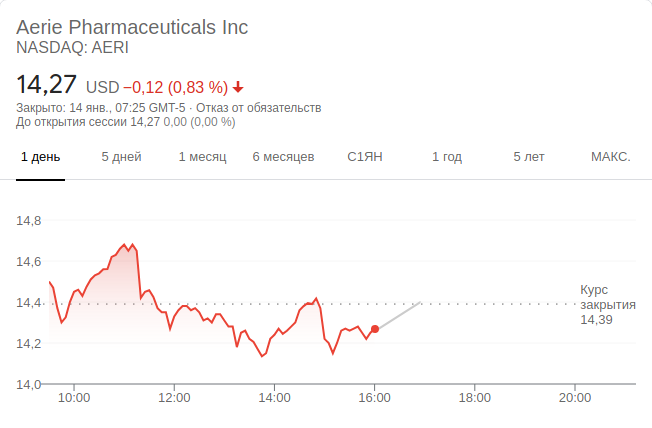 Aerie Pharmaceuticals Inc
NASDAQ: AERI
14,27 USD −0,12 (0,83 %)
Закрыто: 14 янв., 07:25 GMT-5 · Отказ от обязательств
До открытия сессии 14,27 0,00 (0,00 %)
1 день 5 дней 1 месяц 6 месяцев С1ЯН 1 год 5 лет МАКС.
14,8
14,6
14,4
14,2
14,0
Курс
закрытия
14,39
10:00 12:00 14:00 16:00 18:00 20:00